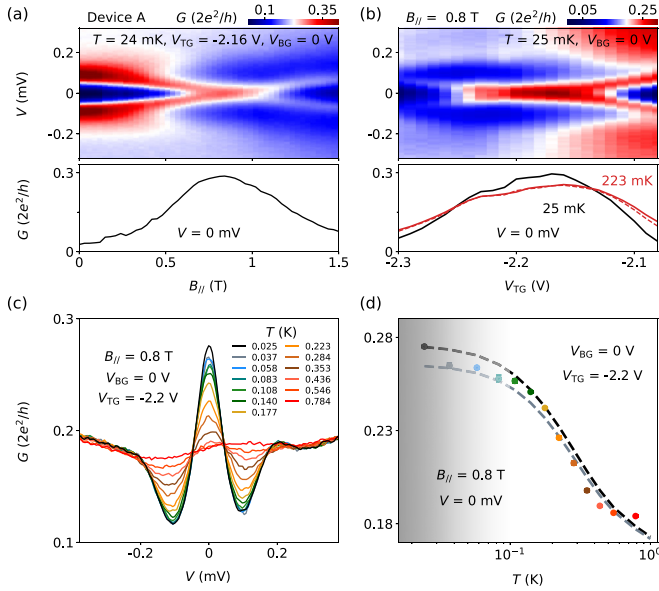 (a) Device A G (2e²/h) 0.1 0.35
T = 24 mK, V_TG = -2.16 V, V_BG = 0 V
V (mV)
0.2
0
-0.2
G (2e²/h)
0.3
0
V = 0 mV
0 0.5 1 1.5
B_// (T)
(b) B_// = 0.8 T G (2e²/h) 0.05 0.25
T = 25 mK, V_BG = 0 V
0.2
0
-0.2
G (2e²/h)
0.3
0
223 mK
25 mK
V = 0 mV
-2.3 -2.2 -2.1
V_TG (V)
(c)
G (2e²/h)
0.3
0.2
0.1
B_// = 0.8 T
V_BG = 0 V
V_TG = -2.2 V
T (K)
0.025 0.223
0.037 0.284
0.058 0.353
0.083 0.436
0.108 0.546
0.140 0.784
0.177
-0.2 0 0.2
V (mV)
(d)
0.28
0.23
0.18
V_BG = 0 V
V_TG = -2.2 V
B_// = 0.8 T
V = 0 mV
10⁻¹ 10⁰
T (K)